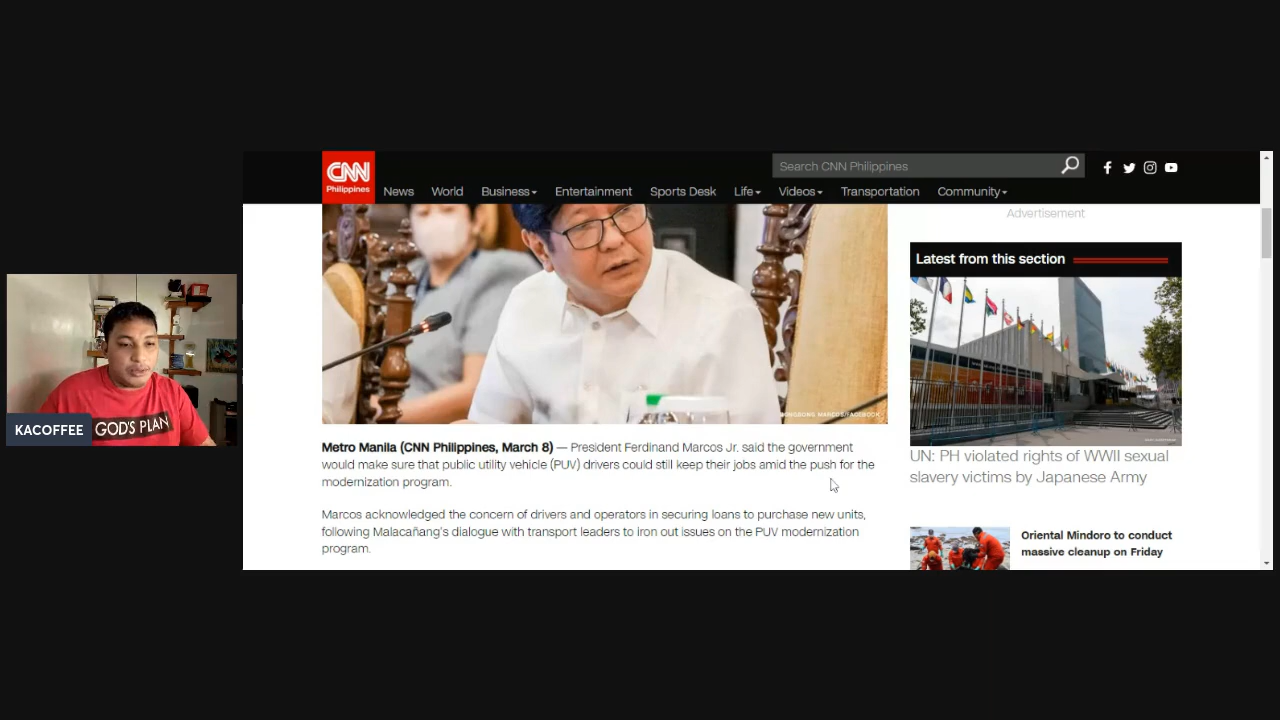 CNN
Philippines
Search CNN Philippines
News World Business Entertainment Sports Desk Life Videos Transportation Community
Advertisement
Latest from this section
BONGBONG MARCOS/FACEBOOK
UN: PH violated rights of WWII sexual
slavery victims by Japanese Army
KACOFFEE
GOD'S PLAN
Metro Manila (CNN Philippines, March 8) — President Ferdinand Marcos Jr. said the government
would make sure that public utility vehicle (PUV) drivers could still keep their jobs amid the push for the
modernization program.
Marcos acknowledged the concern of drivers and operators in securing loans to purchase new units,
following Malacañang's dialogue with transport leaders to iron out issues on the PUV modernization
program.
Oriental Mindoro to conduct
massive cleanup on Friday